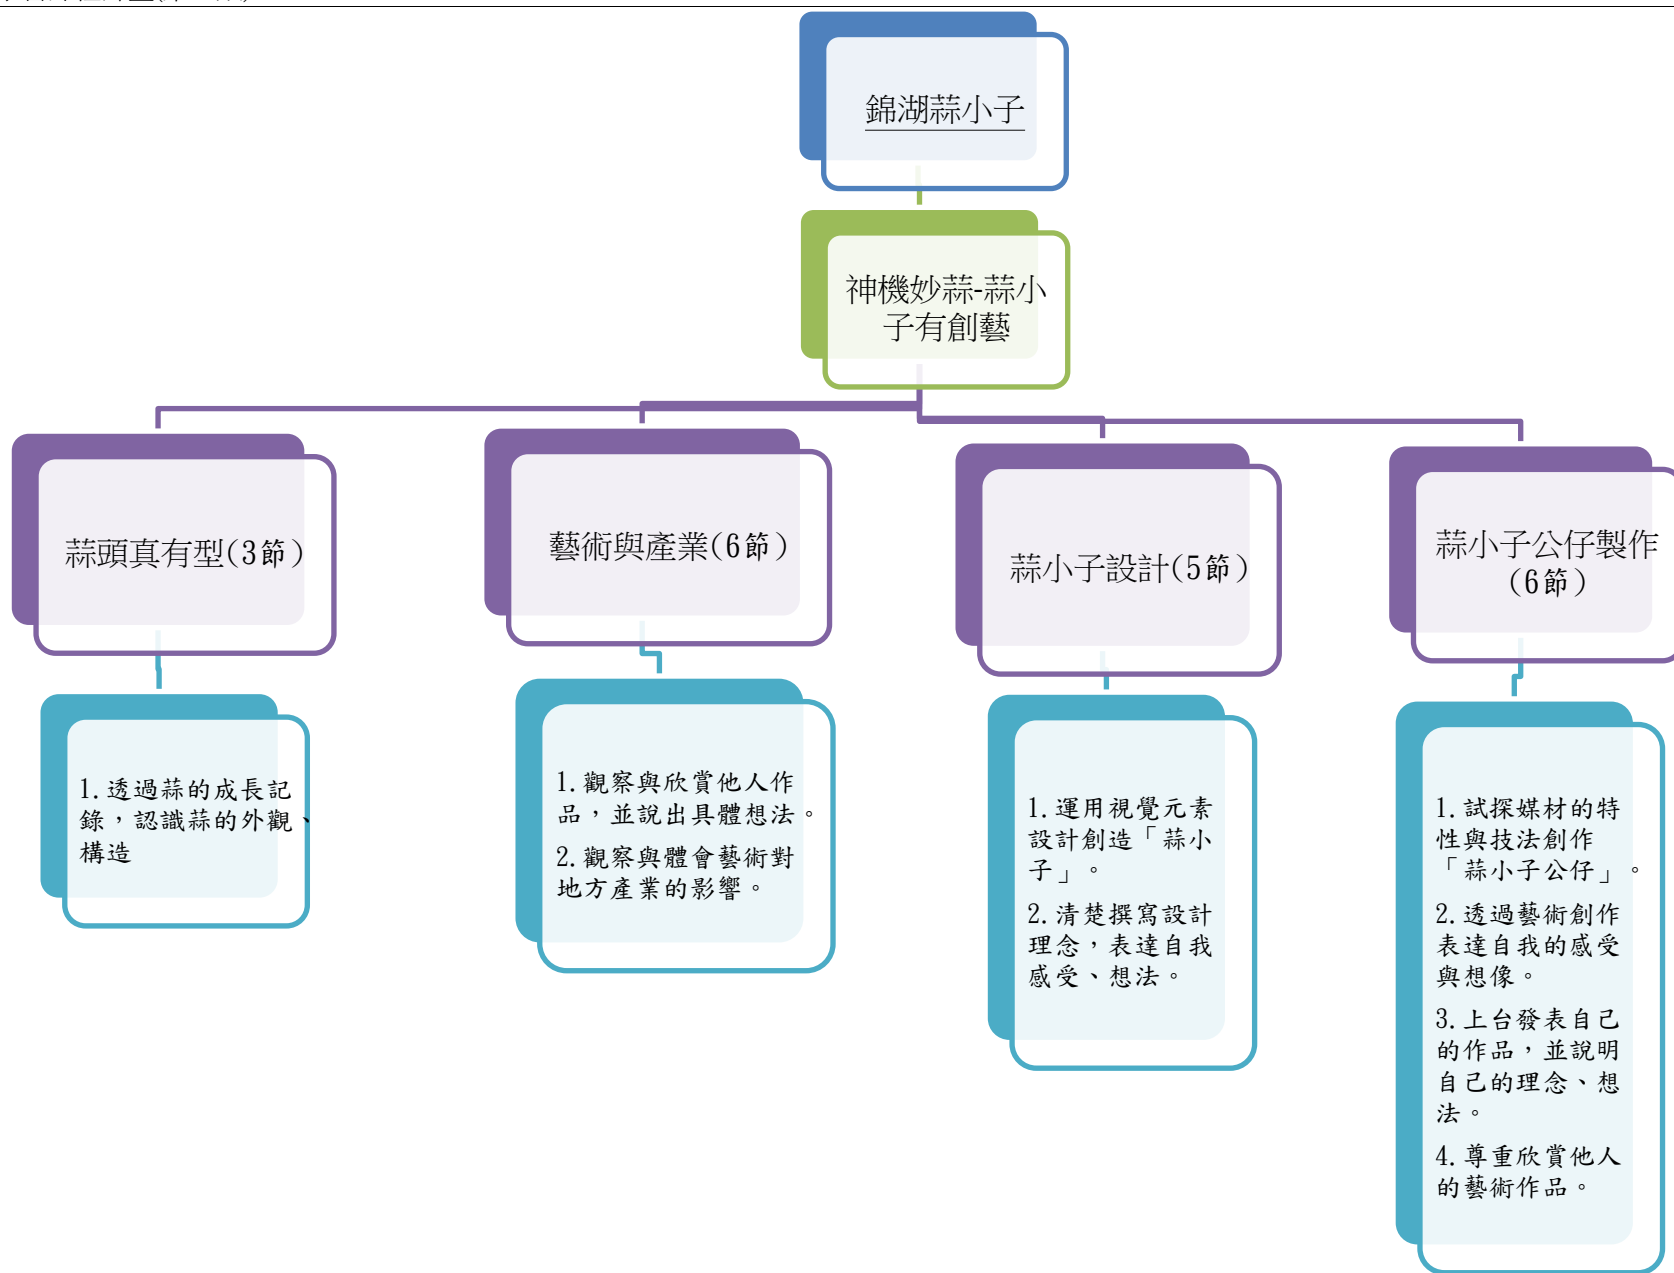 錦湖蒜小子
神機妙蒜-蒜小
子有創藝
蒜頭真有型(3節)
藝術與產業(6節)
蒜小子設計(5節)
蒜小子公仔製作
(6節)
1.透過蒜的成長記
錄，認識蒜的外觀、
構造
1.觀察與欣賞他人作
品，並說出具體想法。
2.觀察與體會藝術對
地方產業的影響。
1.運用視覺元素
設計創造「蒜小
子」。
2.清楚撰寫設計
理念，表達自我
感受、想法。
1.試探媒材的特
性與技法創作
「蒜小子公仔」。
2.透過藝術創作
表達自我的感受
與想像。
3.上台發表自己
的作品，並說明
自己的理念、想
法。
4.尊重欣賞他人
的藝術作品。